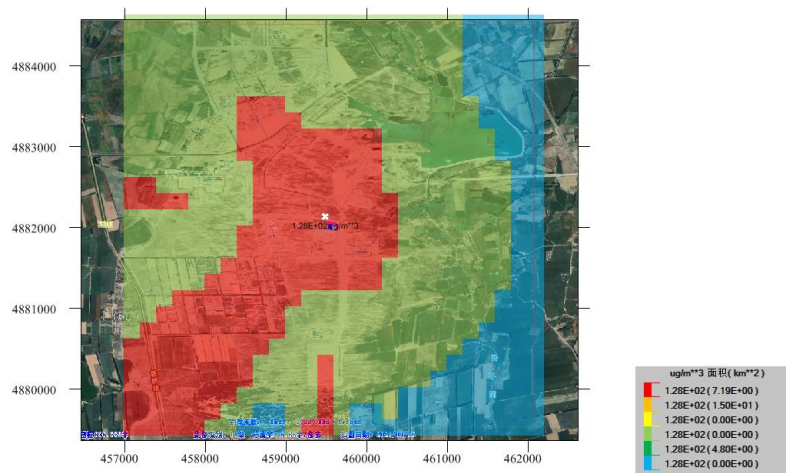 4884000
4883000
4882000
4881000
4880000
1.28E+02ug/m**3
457000
458000
459000
460000
461000
462000
ug/m**3 面积( km**2)
1.28E+02 ( 7.19E+00)
1.28E+02 ( 1.50E+01)
1.28E+02 ( 0.00E+00)
1.28E+02 ( 0.00E+00)
1.28E+02 ( 4.80E+00)
1.28E+02 ( 0.00E+00)